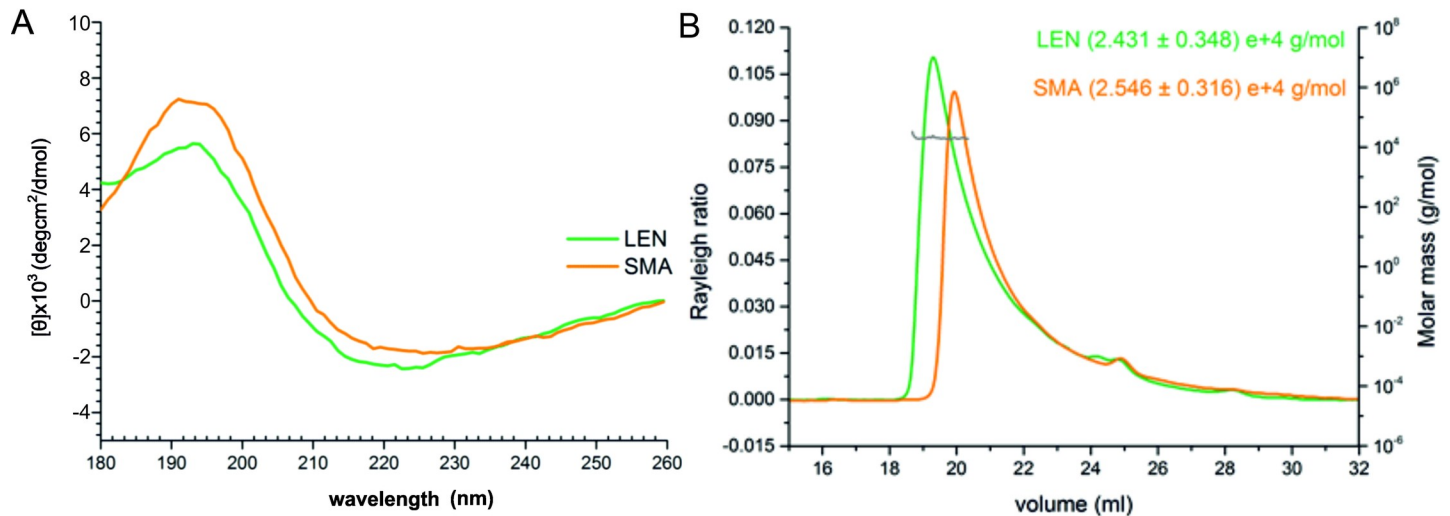 A
10
8
6
4
2
0
-2
-4
[θ]x10³ (degcm²/dmol)
LEN
SMA
180 190 200 210 220 230 240 250 260
wavelength (nm)
B
LEN (2.431 ± 0.348) e+4 g/mol
SMA (2.546 ± 0.316) e+4 g/mol
0.120
0.105
0.090
0.075
0.060
0.045
0.030
0.015
0.000
-0.015
Rayleigh ratio
10⁸
10⁶
10⁴
10²
10⁰
10⁻²
10⁻⁴
10⁻⁶
Molar mass (g/mol)
16 18 20 22 24 26 28 30 32
volume (ml)